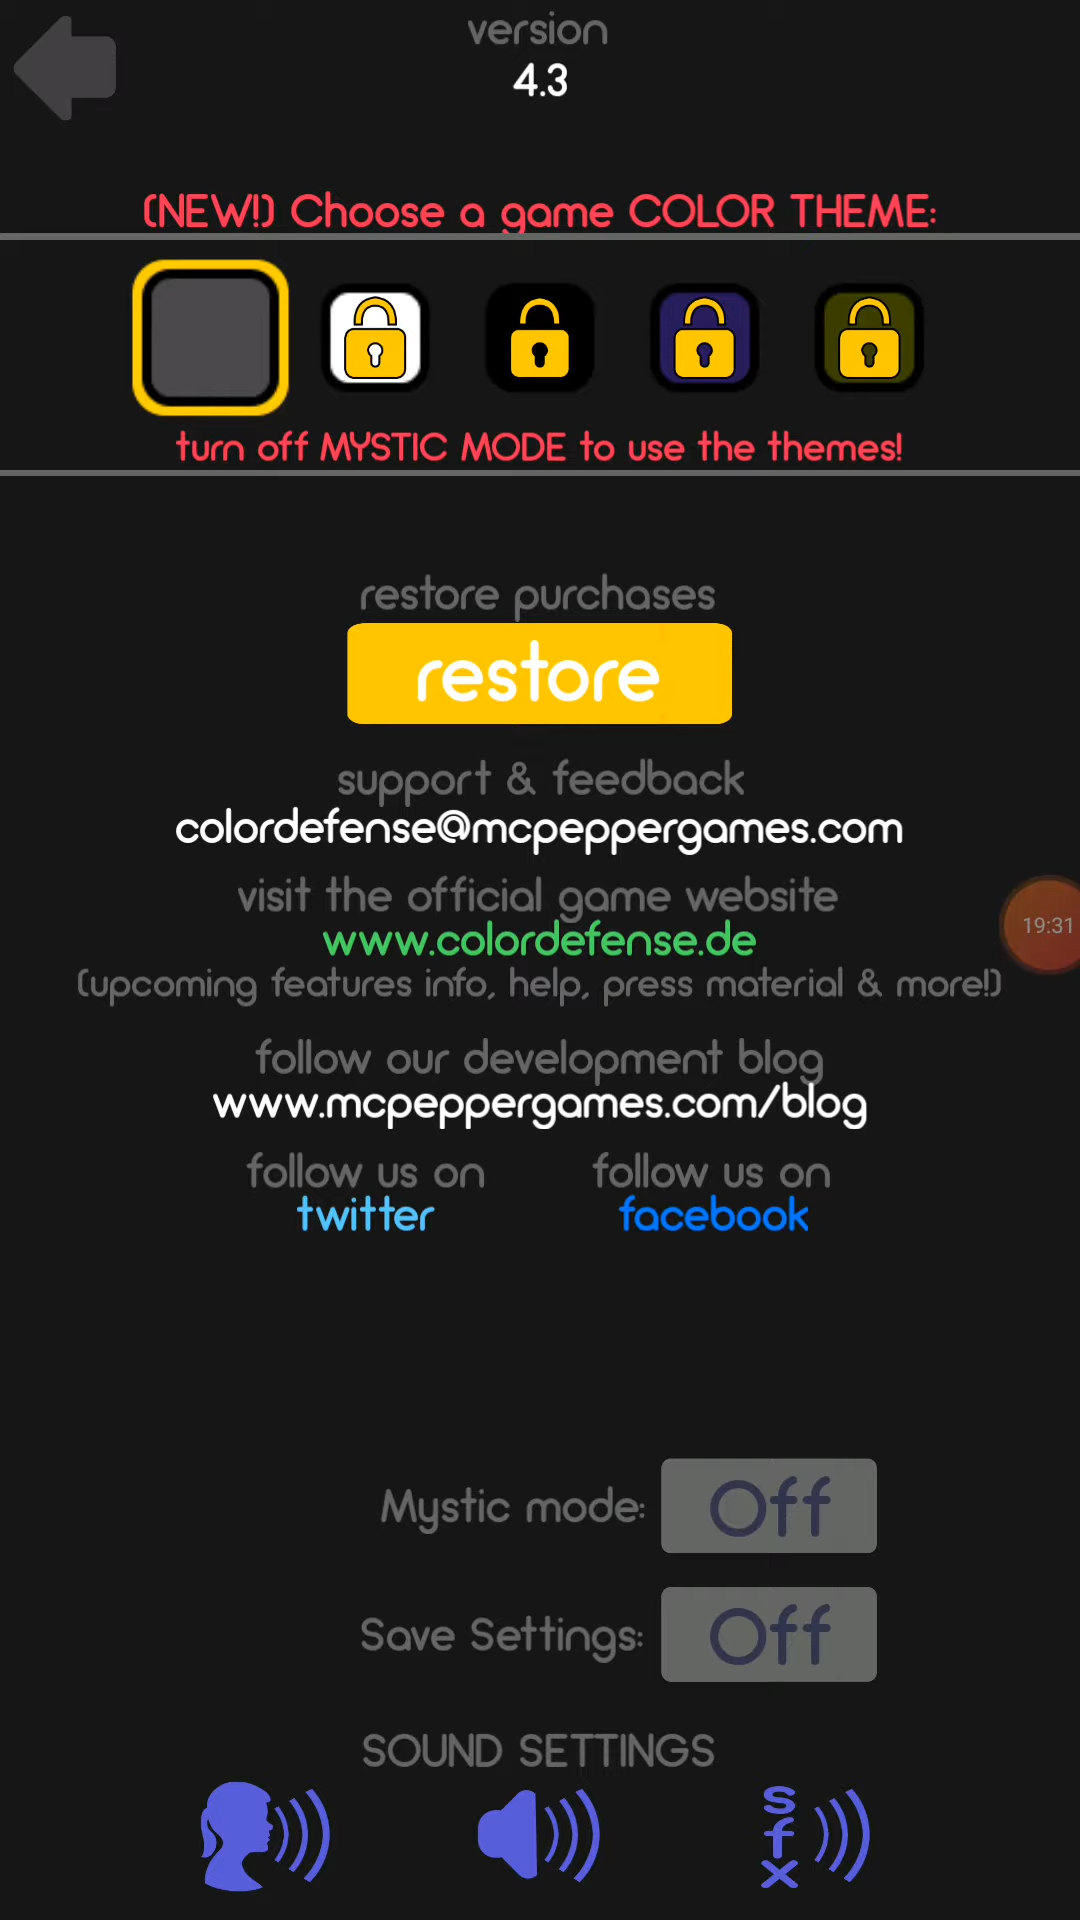 version
4.3
(NEW!) Choose a game COLOR THEME:
turn off MYSTIC MODE to use the themes!
restore purchases
restore
support & feedback
colordefense@mcpeppergames.com
visit the official game website
www.colordefense.de
19:31
(upcoming features info, help, press material & more!)
follow our development blog
www.mcpeppergames.com/blog
follow us on follow us on
twitter facebook
Mystic mode: Off
Save Settings: Off
SOUND SETTINGS
sfx